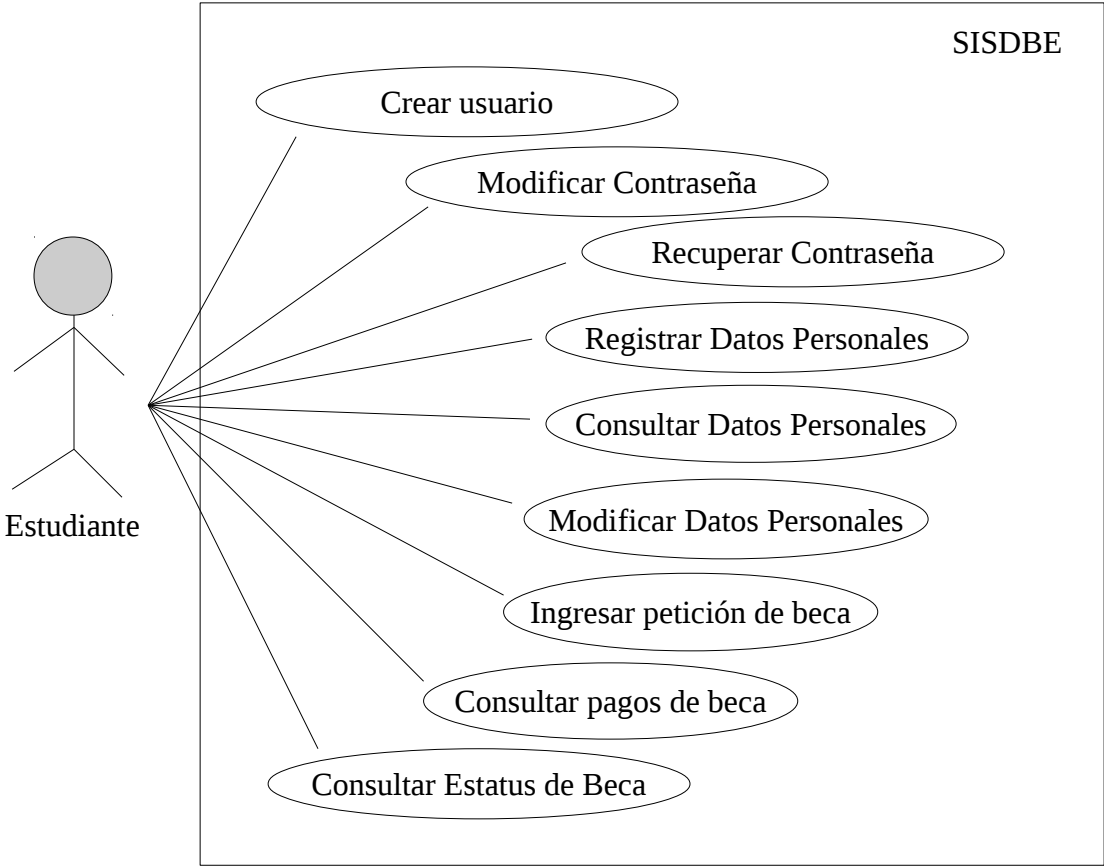 SISDBE
Crear usuario
Modificar Contraseña
Recuperar Contraseña
Registrar Datos Personales
Consultar Datos Personales
Modificar Datos Personales
Estudiante
Ingresar petición de beca
Consultar pagos de beca
Consultar Estatus de Beca